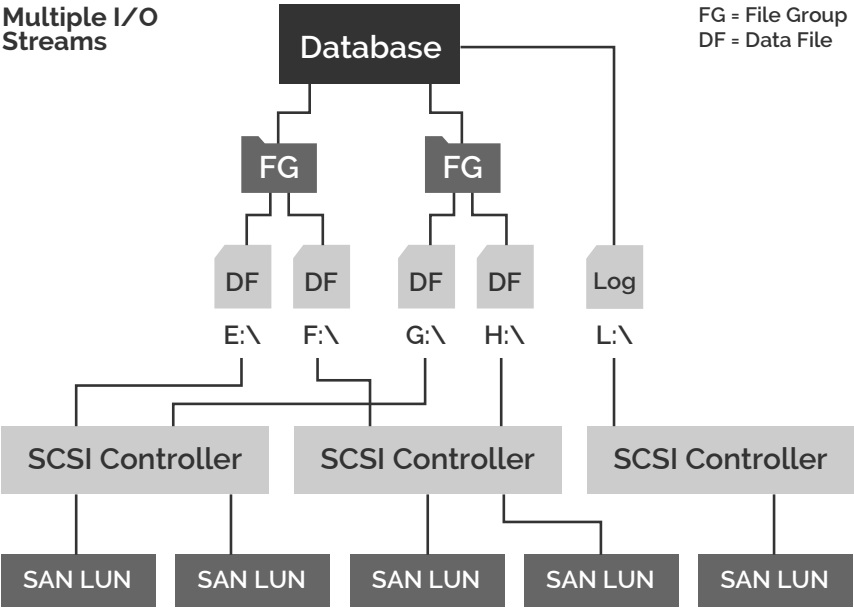 Multiple I/O
Streams
FG = File Group
DF = Data File
Database
FG
FG
DF
DF
DF
DF
Log
E:\
F:\
G:\
H:\
L:\
SCSI Controller
SCSI Controller
SCSI Controller
SAN LUN
SAN LUN
SAN LUN
SAN LUN
SAN LUN